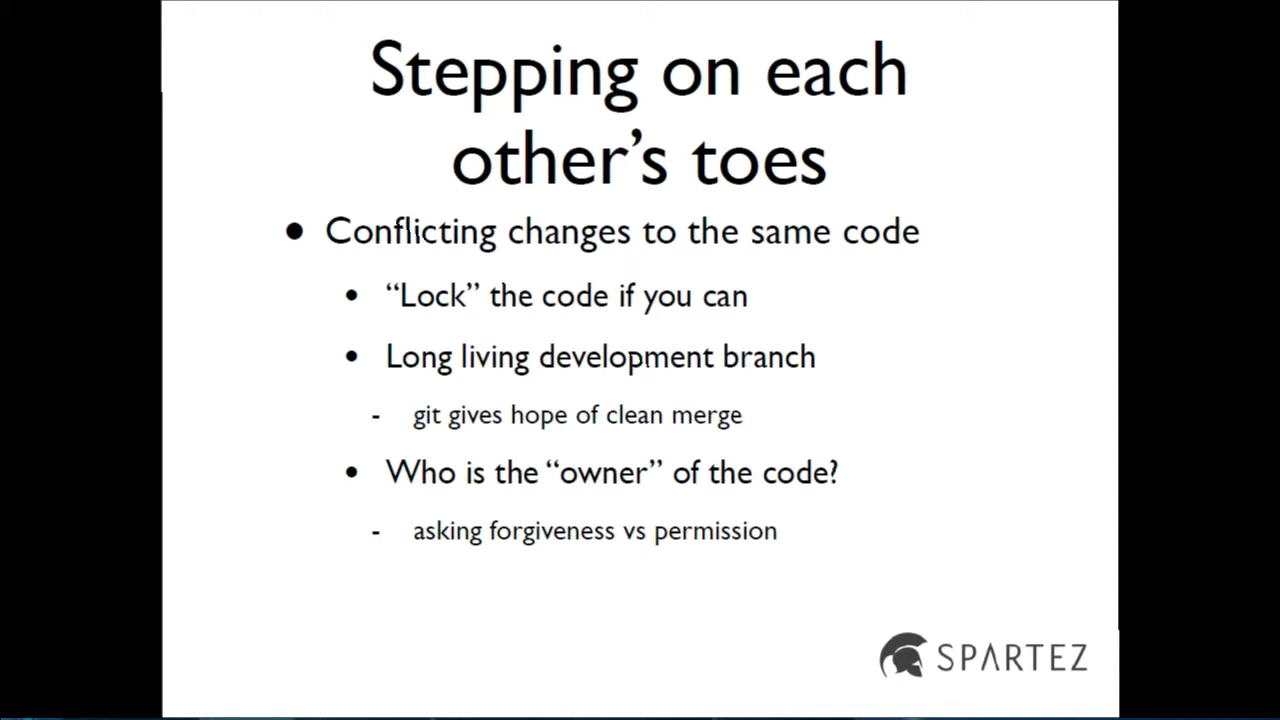 Stepping on each
other’s toes
• Conflicting changes to the same code
• “Lock” the code if you can
• Long living development branch
- git gives hope of clean merge
• Who is the “owner” of the code?
- asking forgiveness vs permission
SPARTEZ